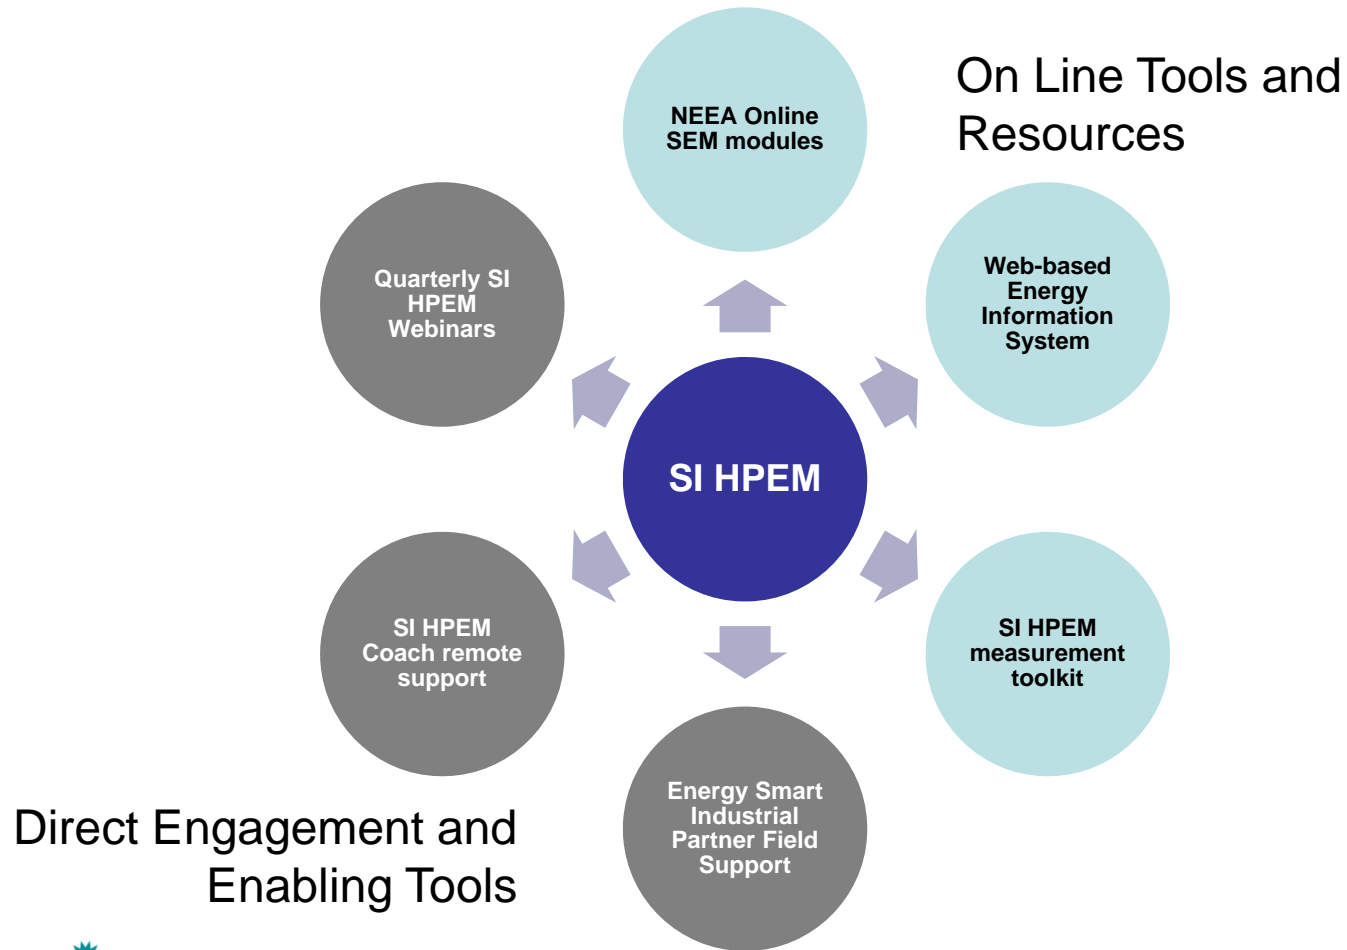 On Line Tools and
Resources
NEEA Online
SEM modules
Quarterly SI
HPEM
Webinars
Web-based
Energy
Information
System
SI HPEM
SI HPEM
Coach remote
support
SI HPEM
measurement
toolkit
Energy Smart
Industrial
Partner Field
Support
Direct Engagement and
Enabling Tools